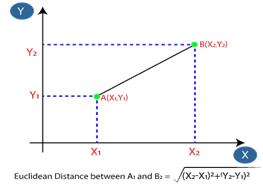 Y
Y2
B(X2,Y2)
Y1
A(X1,Y1)
X
X1
X2
Euclidean Distance between A1 and B2 = √(X2-X1)²+(Y2-Y1)²